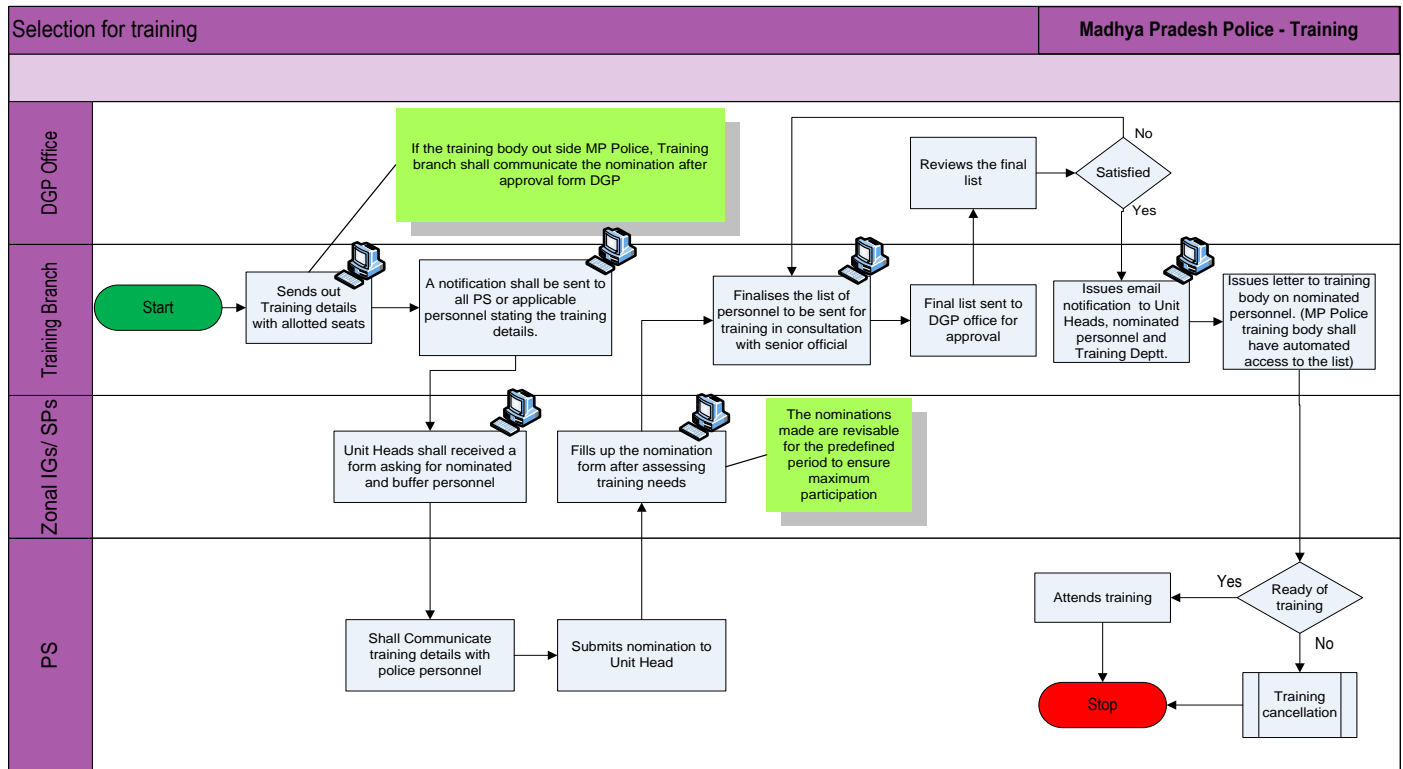 Selection for training
Madhya Pradesh Police - Training
DGP Office
If the training body out side MP Police, Training
branch shall communicate the nomination after
approval form DGP
Reviews the final
list
Satisfied
No
Yes
Training Branch
Start
Sends out
Training details
with allotted seats
A notification shall be sent to
all PS or applicable
personnel stating the training
details.
Finalises the list of
personnel to be sent for
training in consultation
with senior official
Final list sent to
DGP office for
approval
Issues email
notification to Unit
Heads, nominated
personnel and
Training Deptt.
Issues letter to training
body on nominated
personnel. (MP Police
training body shall
have automated
access to the list)
Zonal IGs/ SPs
Unit Heads shall received a
form asking for nominated
and buffer personnel
Fills up the nomination
form after assessing
training needs
The nominations
made are revisable
for the predefined
period to ensure
maximum
participation
PS
Shall Communicate
training details with
police personnel
Submits nomination to
Unit Head
Attends training
Yes
Ready of
training
No
Stop
Training
cancellation